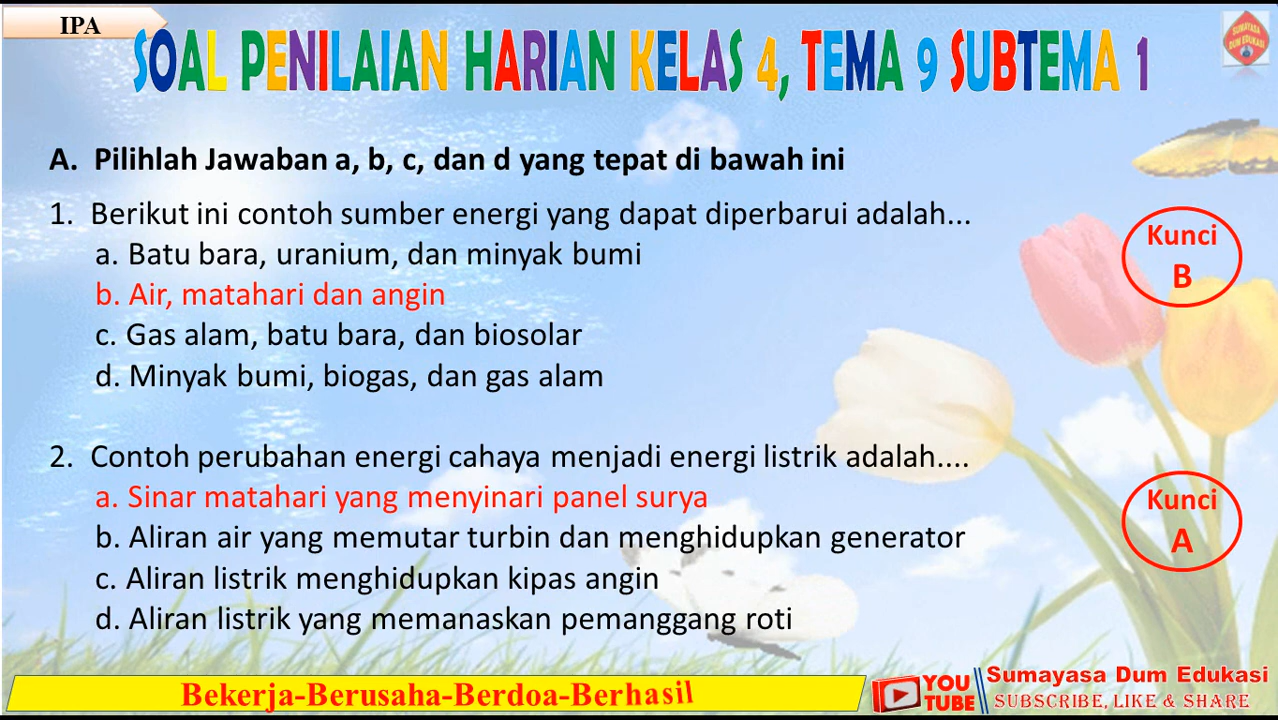 IPA
SOAL PENILAIAN HARIAN KELAS 4, TEMA 9 SUBTEMA 1
SUMAYASA
DUM EDUKASI
A. Pilihlah Jawaban a, b, c, dan d yang tepat di bawah ini
1. Berikut ini contoh sumber energi yang dapat diperbarui adalah...
a. Batu bara, uranium, dan minyak bumi
b. Air, matahari dan angin
c. Gas alam, batu bara, dan biosolar
d. Minyak bumi, biogas, dan gas alam
Kunci
B
2. Contoh perubahan energi cahaya menjadi energi listrik adalah....
a. Sinar matahari yang menyinari panel surya
b. Aliran air yang memutar turbin dan menghidupkan generator
c. Aliran listrik menghidupkan kipas angin
d. Aliran listrik yang memanaskan pemanggang roti
Kunci
A
Bekerja-Berusaha-Berdoa-Berhasil
YOU
TUBE
Sumayasa Dum Edukasi
SUBSCRIBE, LIKE & SHARE